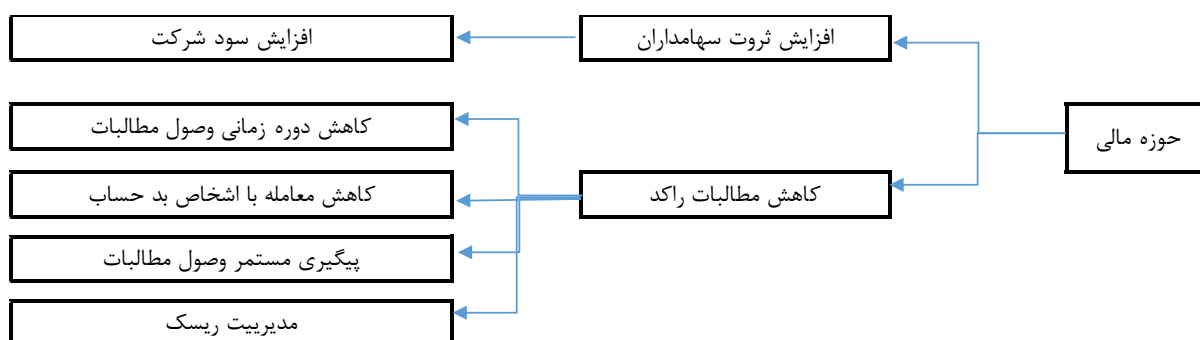 حوزه مالی
افزایش ثروت سهامداران
افزایش سود شرکت
کاهش مطالبات راکد
کاهش دوره زمانی وصول مطالبات
کاهش معامله با اشخاص بد حساب
پیگیری مستمر وصول مطالبات
مدیرییت ریسک